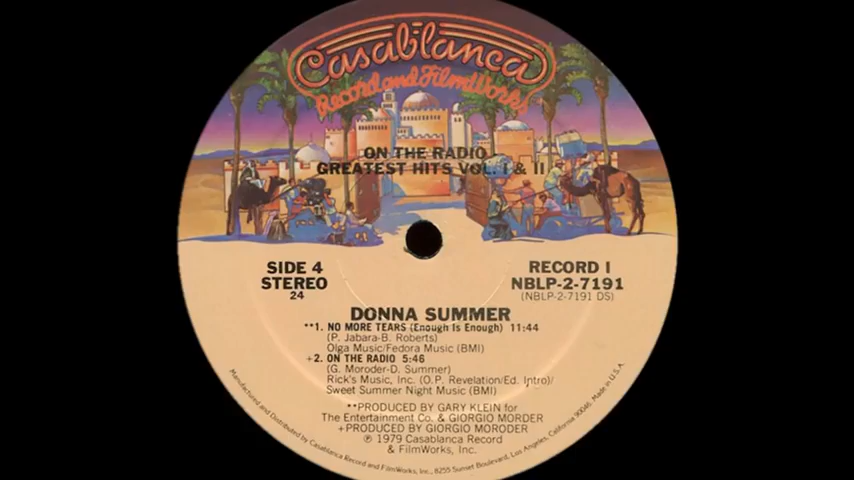 Casablanca
Record and FilmWorks
ON THE RADIO
GREATEST HITS VOL. I & II
SIDE 4
STEREO
24
RECORD I
NBLP-2-7191
(NBLP-2-7191 DS)
DONNA SUMMER
**1. NO MORE TEARS (Enough Is Enough) 11:44
(P. Jabara-B. Roberts)
Olga Music/Fedora Music (BMI)
+2. ON THE RADIO 5:46
(G. Moroder-D. Summer)
Rick's Music, Inc. (O.P. Revelation/Ed. Intro)/
Sweet Summer Night Music (BMI)
**PRODUCED BY GARY KLEIN for
The Entertainment Co. & GIORGIO MORDER
+PRODUCED BY GIORGIO MORODER
℗ 1979 Casablanca Record
& FilmWorks, Inc.
Manufactured and Distributed by Casablanca Record and FilmWorks, Inc., 8255 Sunset Boulevard, Los Angeles, California 90046. Made in U.S.A.